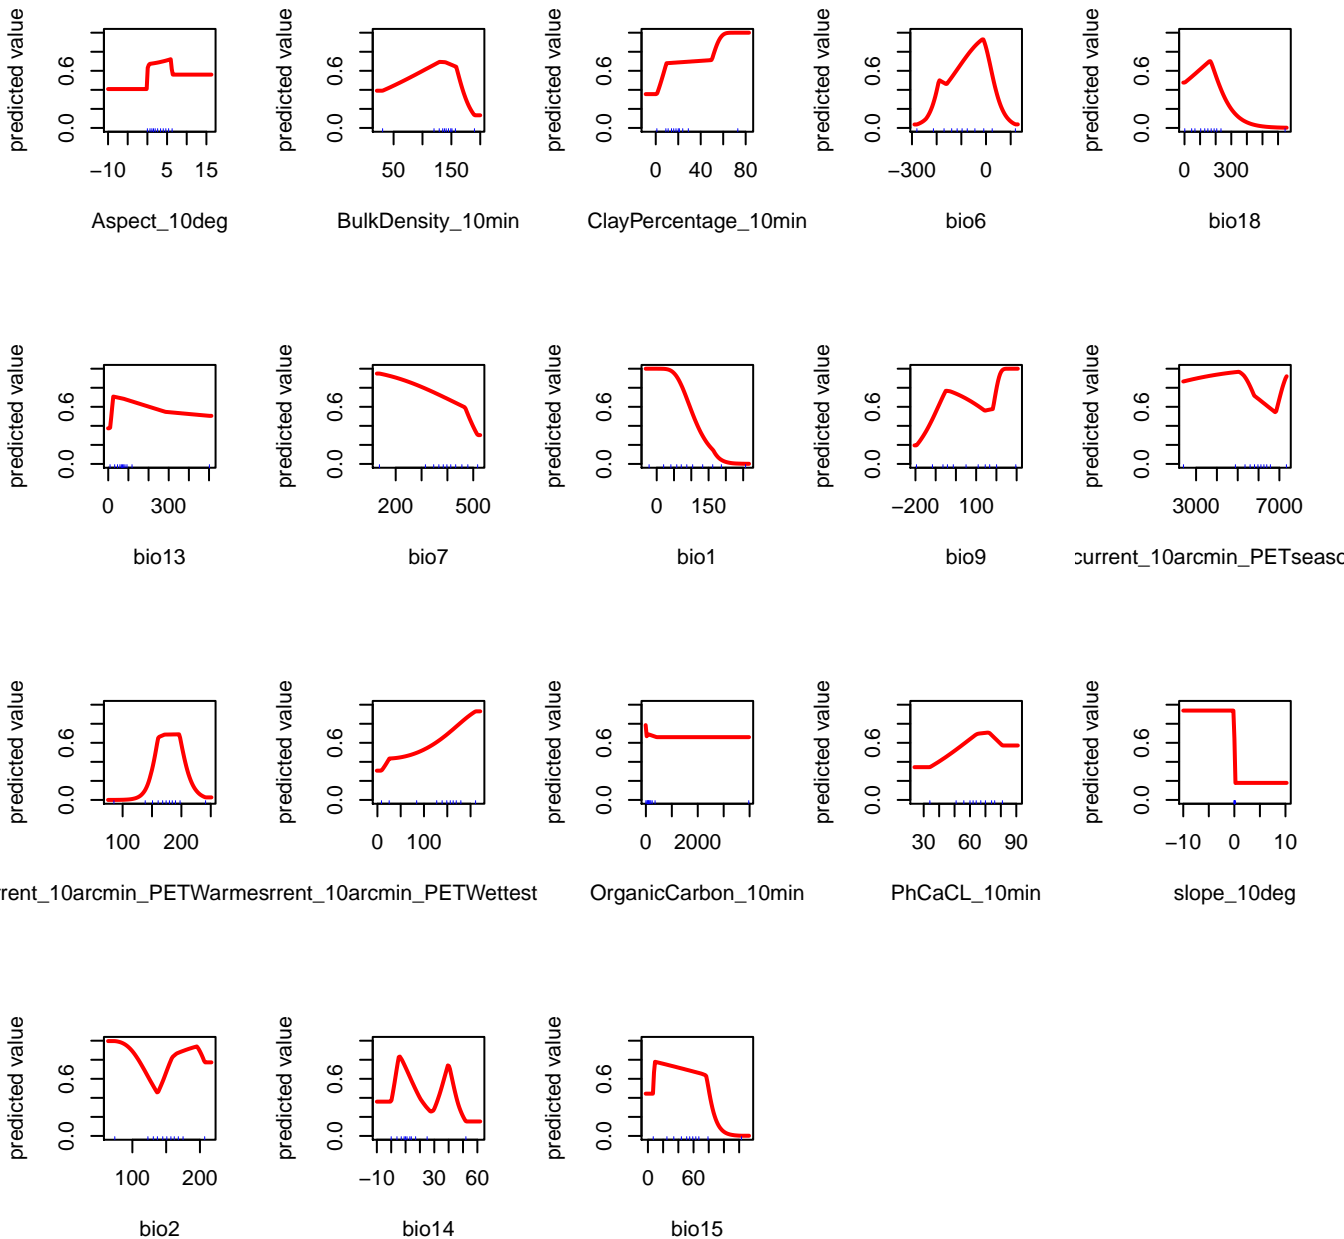 predicted value
0.0 0.6
−10 5 15
Aspect_10deg
predicted value
0.0 0.6
50 150
BulkDensity_10min
predicted value
0.0 0.6
0 40 80
ClayPercentage_10min
predicted value
0.0 0.6
−300 0
bio6
predicted value
0.0 0.6
0 300
bio18
predicted value
0.0 0.6
0 300
bio13
predicted value
0.0 0.6
200 500
bio7
predicted value
0.0 0.6
0 150
bio1
predicted value
0.0 0.6
−200 100
bio9
predicted value
0.0 0.6
3000 7000
current_10arcmin_PETseaso
predicted value
0.0 0.6
100 200
rent_10arcmin_PETWarmes
predicted value
0.0 0.6
0 100
rrent_10arcmin_PETWettest
predicted value
0.0 0.6
0 2000
OrganicCarbon_10min
predicted value
0.0 0.6
30 60 90
PhCaCL_10min
predicted value
0.0 0.6
−10 0 10
slope_10deg
predicted value
0.0 0.6
100 200
bio2
predicted value
0.0 0.6
−10 30 60
bio14
predicted value
0.0 0.6
0 60
bio15